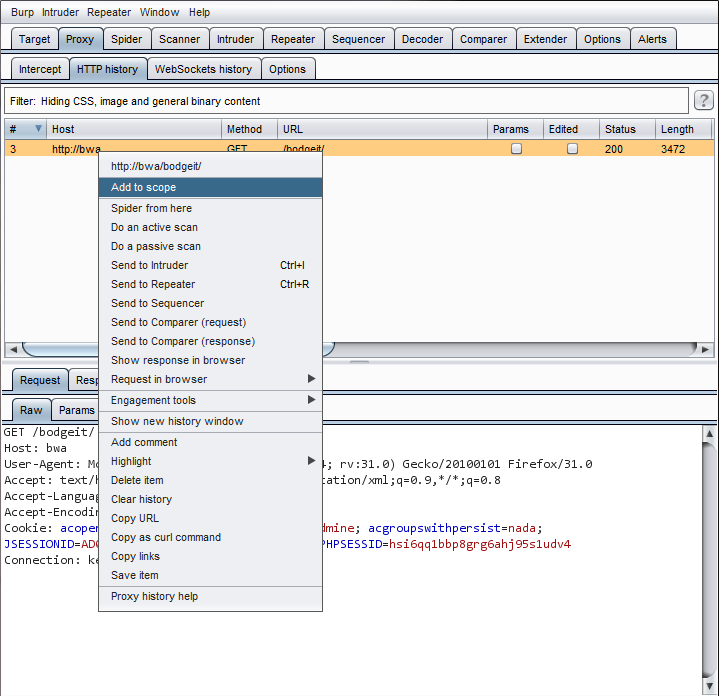 Burp Intruder Repeater Window Help
Target Proxy Spider Scanner Intruder Repeater Sequencer Decoder Comparer Extender Options Alerts
Intercept HTTP history WebSockets history Options
Filter: Hiding CSS, image and general binary content ?
# Host Method URL Params Edited Status Length
3 http://bwa GET /bodgeit/ 200 3472
http://bwa/bodgeit/
Add to scope
Spider from here
Do an active scan
Do a passive scan
Send to Intruder Ctrl+I
Send to Repeater Ctrl+R
Send to Sequencer
Send to Comparer (request)
Send to Comparer (response)
Show response in browser
Request in browser
Engagement tools
Show new history window
Add comment
Highlight
Delete item
Clear history
Copy URL
Copy as curl command
Copy links
Save item
Proxy history help
Request Resp
Raw Params
GET /bodgeit/
Host: bwa
User-Agent: Mo 4; rv:31.0) Gecko/20100101 Firefox/31.0
Accept: text/h cation/xml;q=0.9,*/*;q=0.8
Accept-Languag
Accept-Encodin
Cookie: acopen dmine; acgroupswithpersist=nada;
JSESSIONID=ADC PHPSESSID=hsi6qq1bbp8grg6ahj95s1udv4
Connection: ke